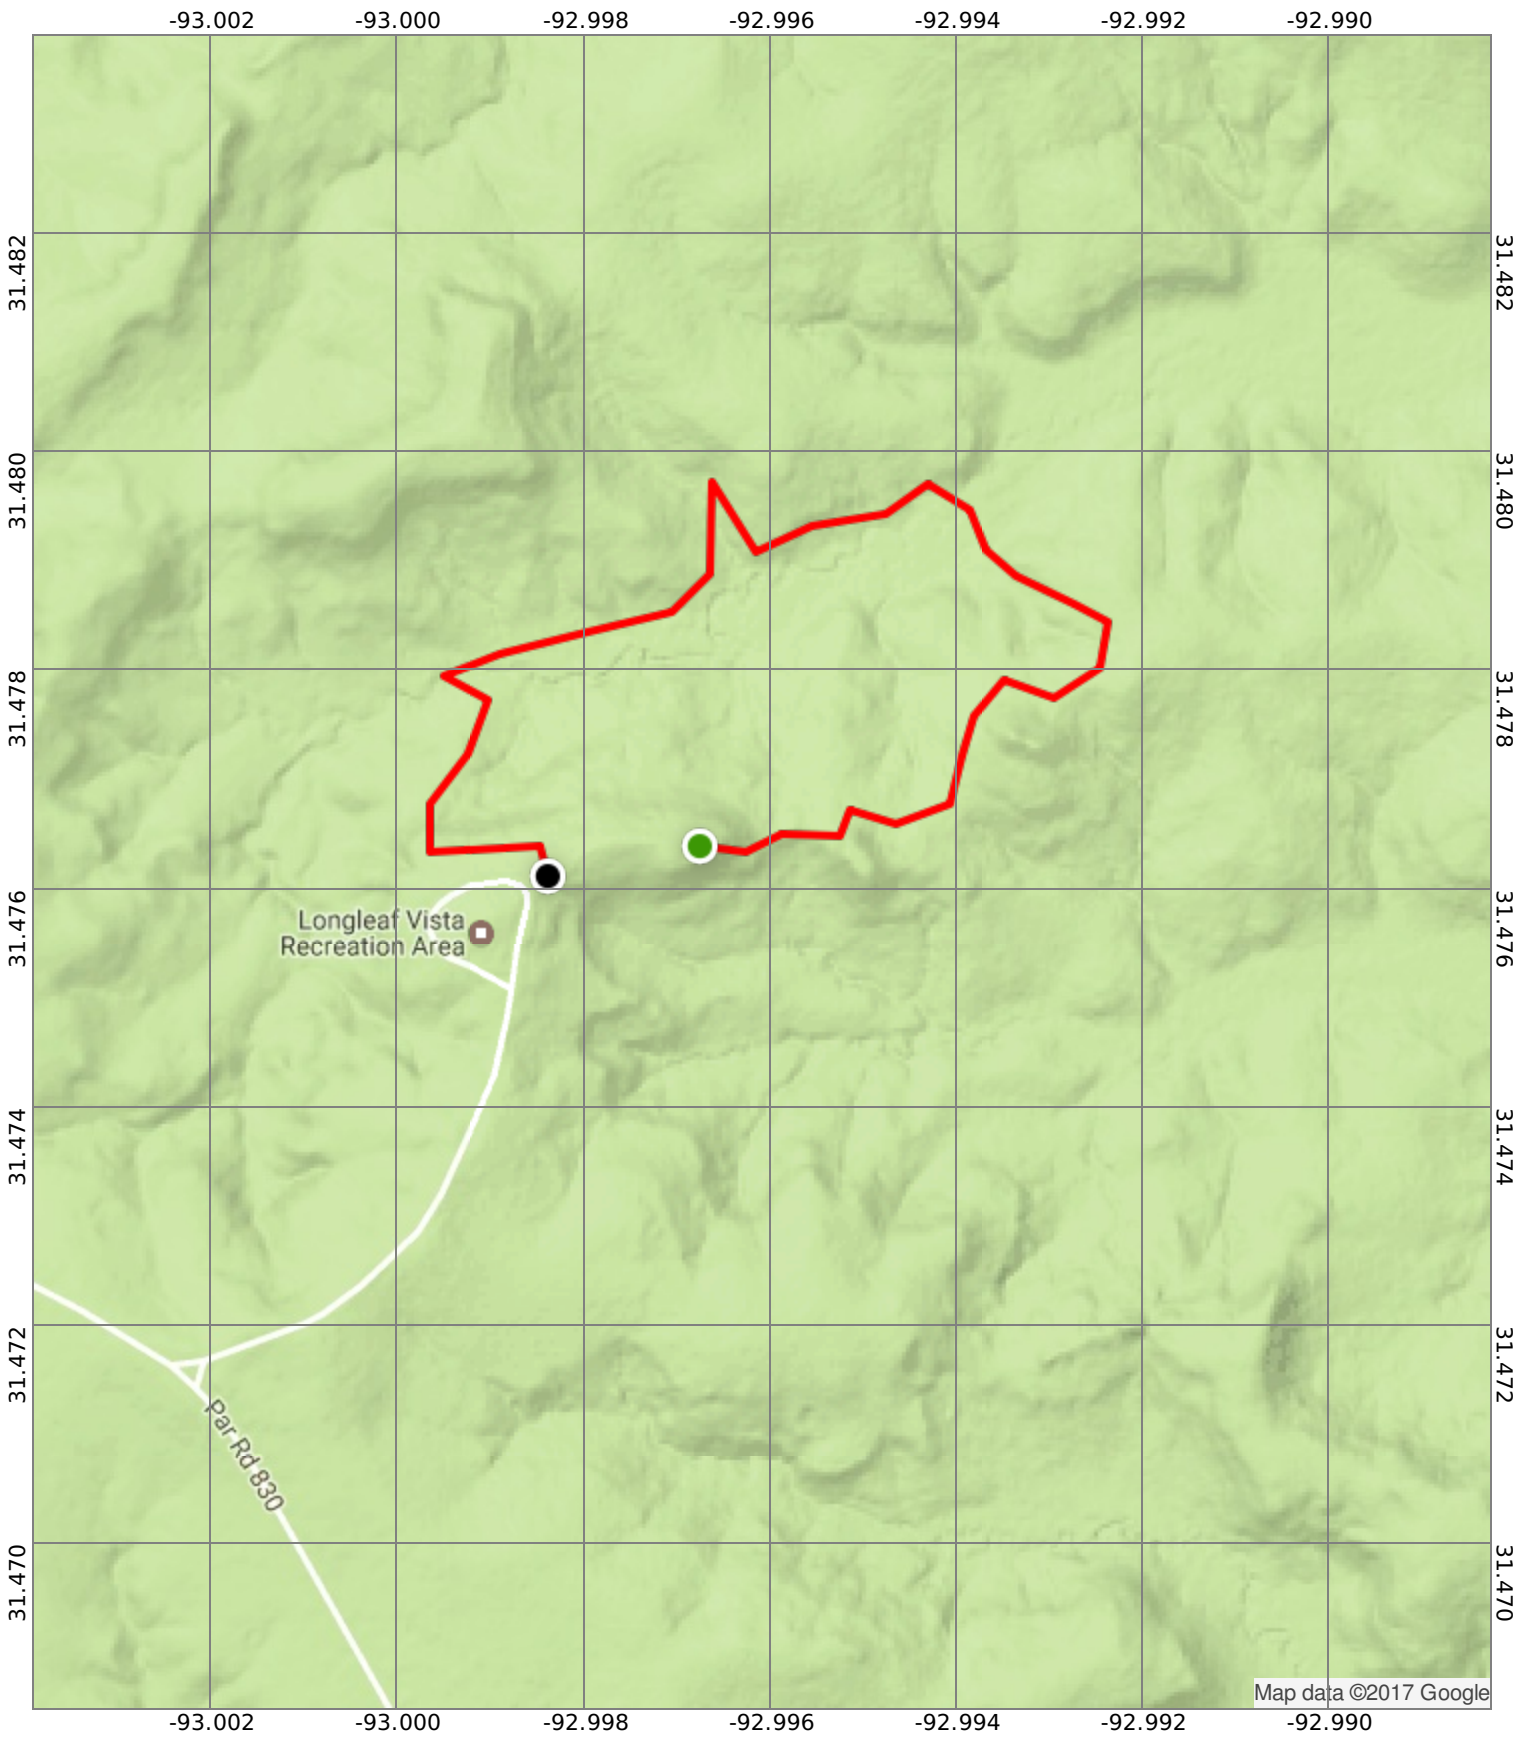 -93.002 -93.000 -92.998 -92.996 -92.994 -92.992 -92.990
31.482 31.482
31.480 31.480
31.478 31.478
Longleaf Vista
Recreation Area
31.476 31.476
31.474 31.474
31.472 31.472
Par Rd 830
31.470 31.470
Map data ©2017 Google
-93.002 -93.000 -92.998 -92.996 -92.994 -92.992 -92.990